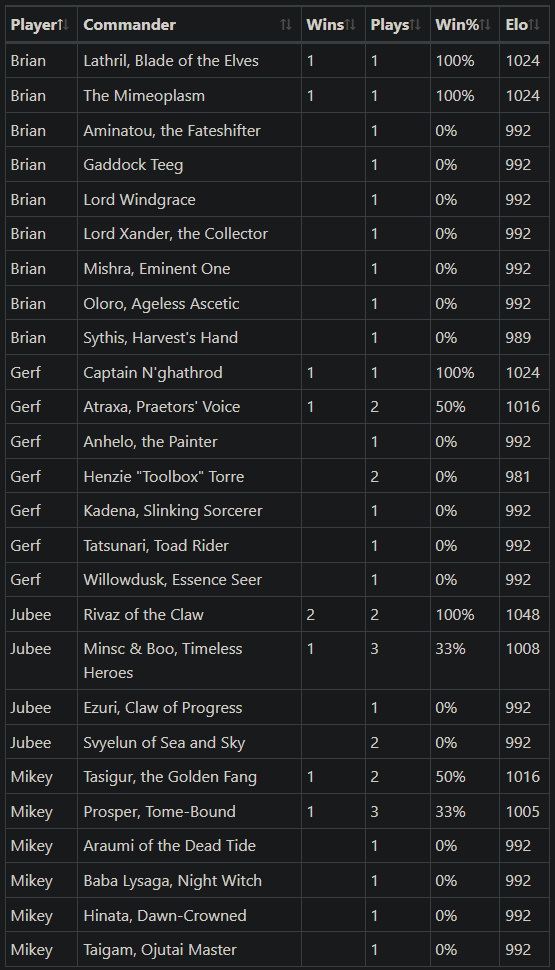 Player Commander Wins Plays Win% Elo
Brian Lathril, Blade of the Elves 1 1 100% 1024
Brian The Mimeoplasm 1 1 100% 1024
Brian Aminatou, the Fateshifter 1 0% 992
Brian Gaddock Teeg 1 0% 992
Brian Lord Windgrace 1 0% 992
Brian Lord Xander, the Collector 1 0% 992
Brian Mishra, Eminent One 1 0% 992
Brian Oloro, Ageless Ascetic 1 0% 992
Brian Sythis, Harvest's Hand 1 0% 989
Gerf Captain N'ghathrod 1 1 100% 1024
Gerf Atraxa, Praetors' Voice 1 2 50% 1016
Gerf Anhelo, the Painter 1 0% 992
Gerf Henzie "Toolbox" Torre 2 0% 981
Gerf Kadena, Slinking Sorcerer 1 0% 992
Gerf Tatsunari, Toad Rider 1 0% 992
Gerf Willowdusk, Essence Seer 1 0% 992
Jubee Rivaz of the Claw 2 2 100% 1048
Jubee Minsc & Boo, Timeless 1 3 33% 1008
Heroes
Jubee Ezuri, Claw of Progress 1 0% 992
Jubee Svyelun of Sea and Sky 2 0% 992
Mikey Tasigur, the Golden Fang 1 2 50% 1016
Mikey Prosper, Tome-Bound 1 3 33% 1005
Mikey Araumi of the Dead Tide 1 0% 992
Mikey Baba Lysaga, Night Witch 1 0% 992
Mikey Hinata, Dawn-Crowned 1 0% 992
Mikey Taigam, Ojutai Master 1 0% 992